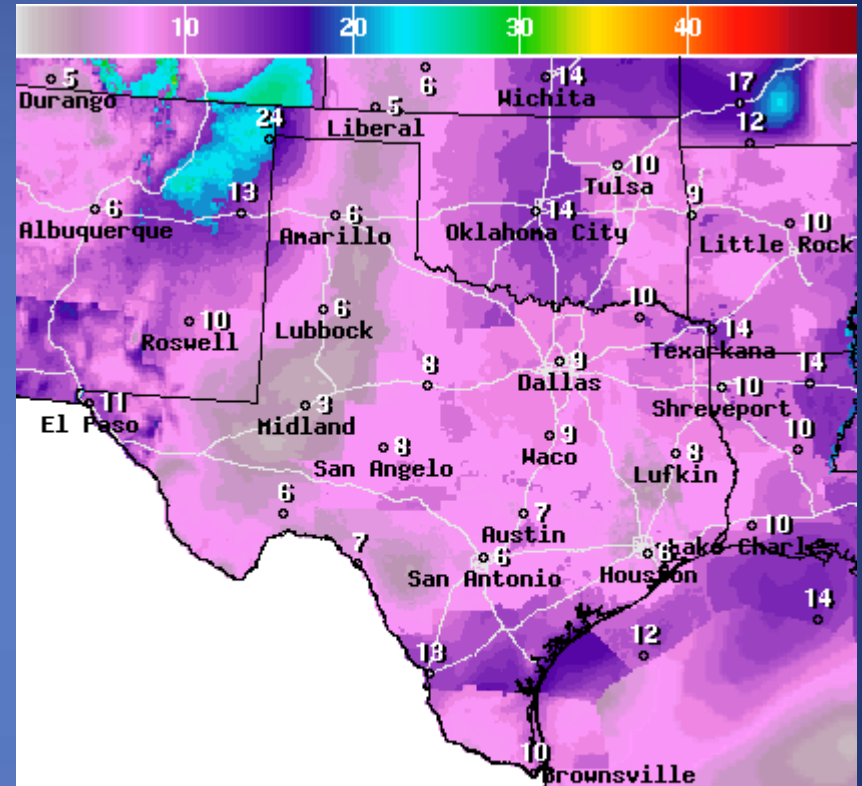 10 20 30 40
5 6 14 17
Durango Wichita
5
Liberal
24 12
10
Tulsa
6 13 6 14 9 10
Albuquerque Amarillo Oklahoma City Little Rock
10 6 10
Roswell Lubbock
14
Texarkana
8 9
Dallas
11 3 10 14
El Paso Midland Shreveport
8 9 8 10
San Angelo Waco Lufkin
6 7 10
Austin
7 6 6
San Antonio Houston
13 12 14
10
Brownsville